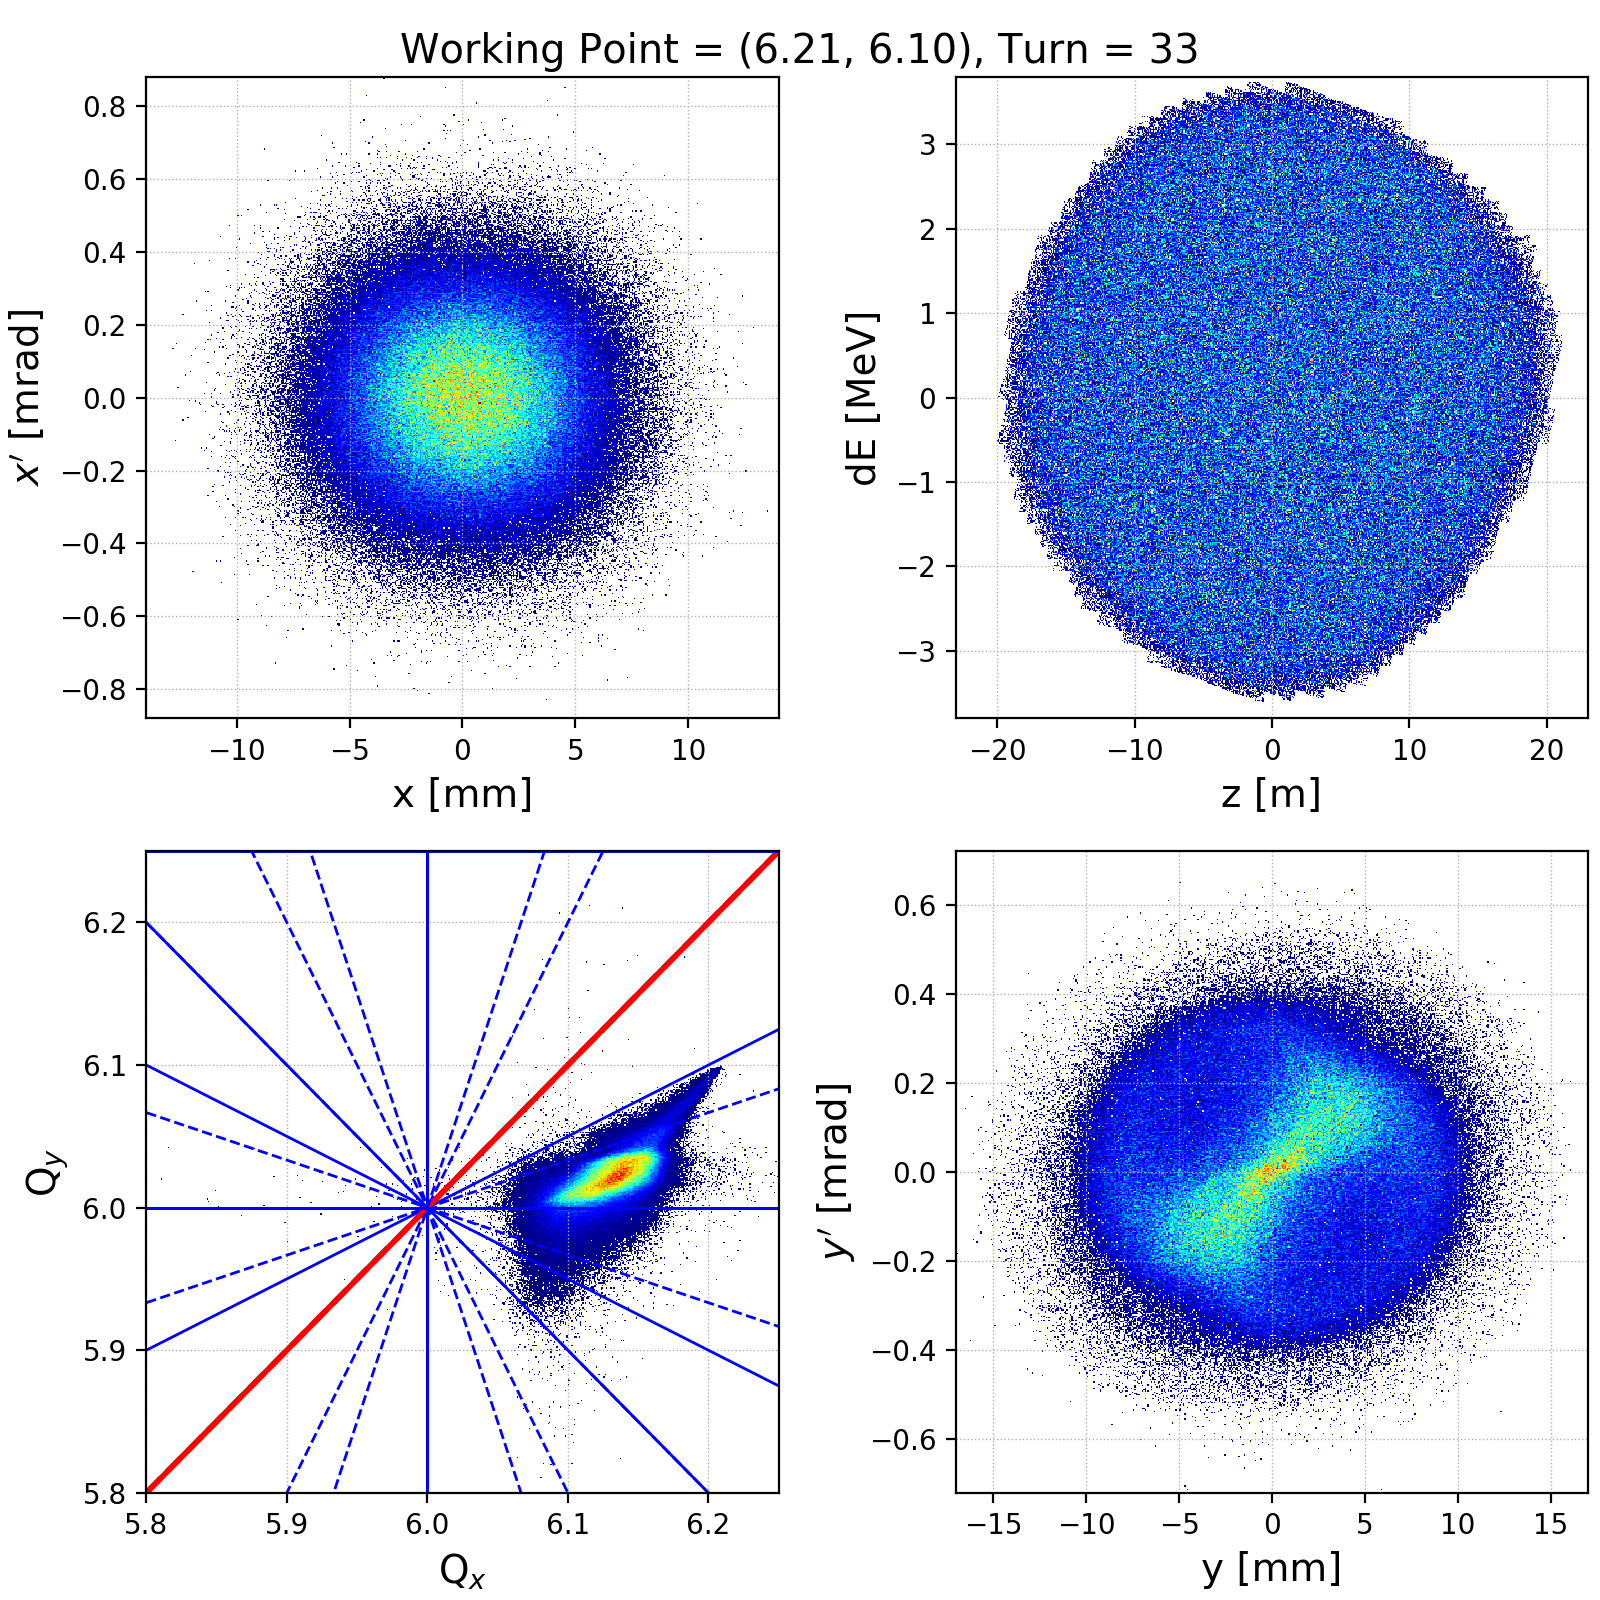 Working Point = (6.21, 6.10), Turn = 33
0.8
0.6
0.4
0.2
0.0
−0.2
−0.4
−0.6
−0.8
x′ [mrad]
−10 −5 0 5 10
x [mm]
3
2
1
0
−1
−2
−3
dE [MeV]
−20 −10 0 10 20
z [m]
6.2
6.1
6.0
5.9
5.8
Qy
5.8 5.9 6.0 6.1 6.2
Qx
0.6
0.4
0.2
0.0
−0.2
−0.4
−0.6
y′ [mrad]
−15 −10 −5 0 5 10 15
y [mm]